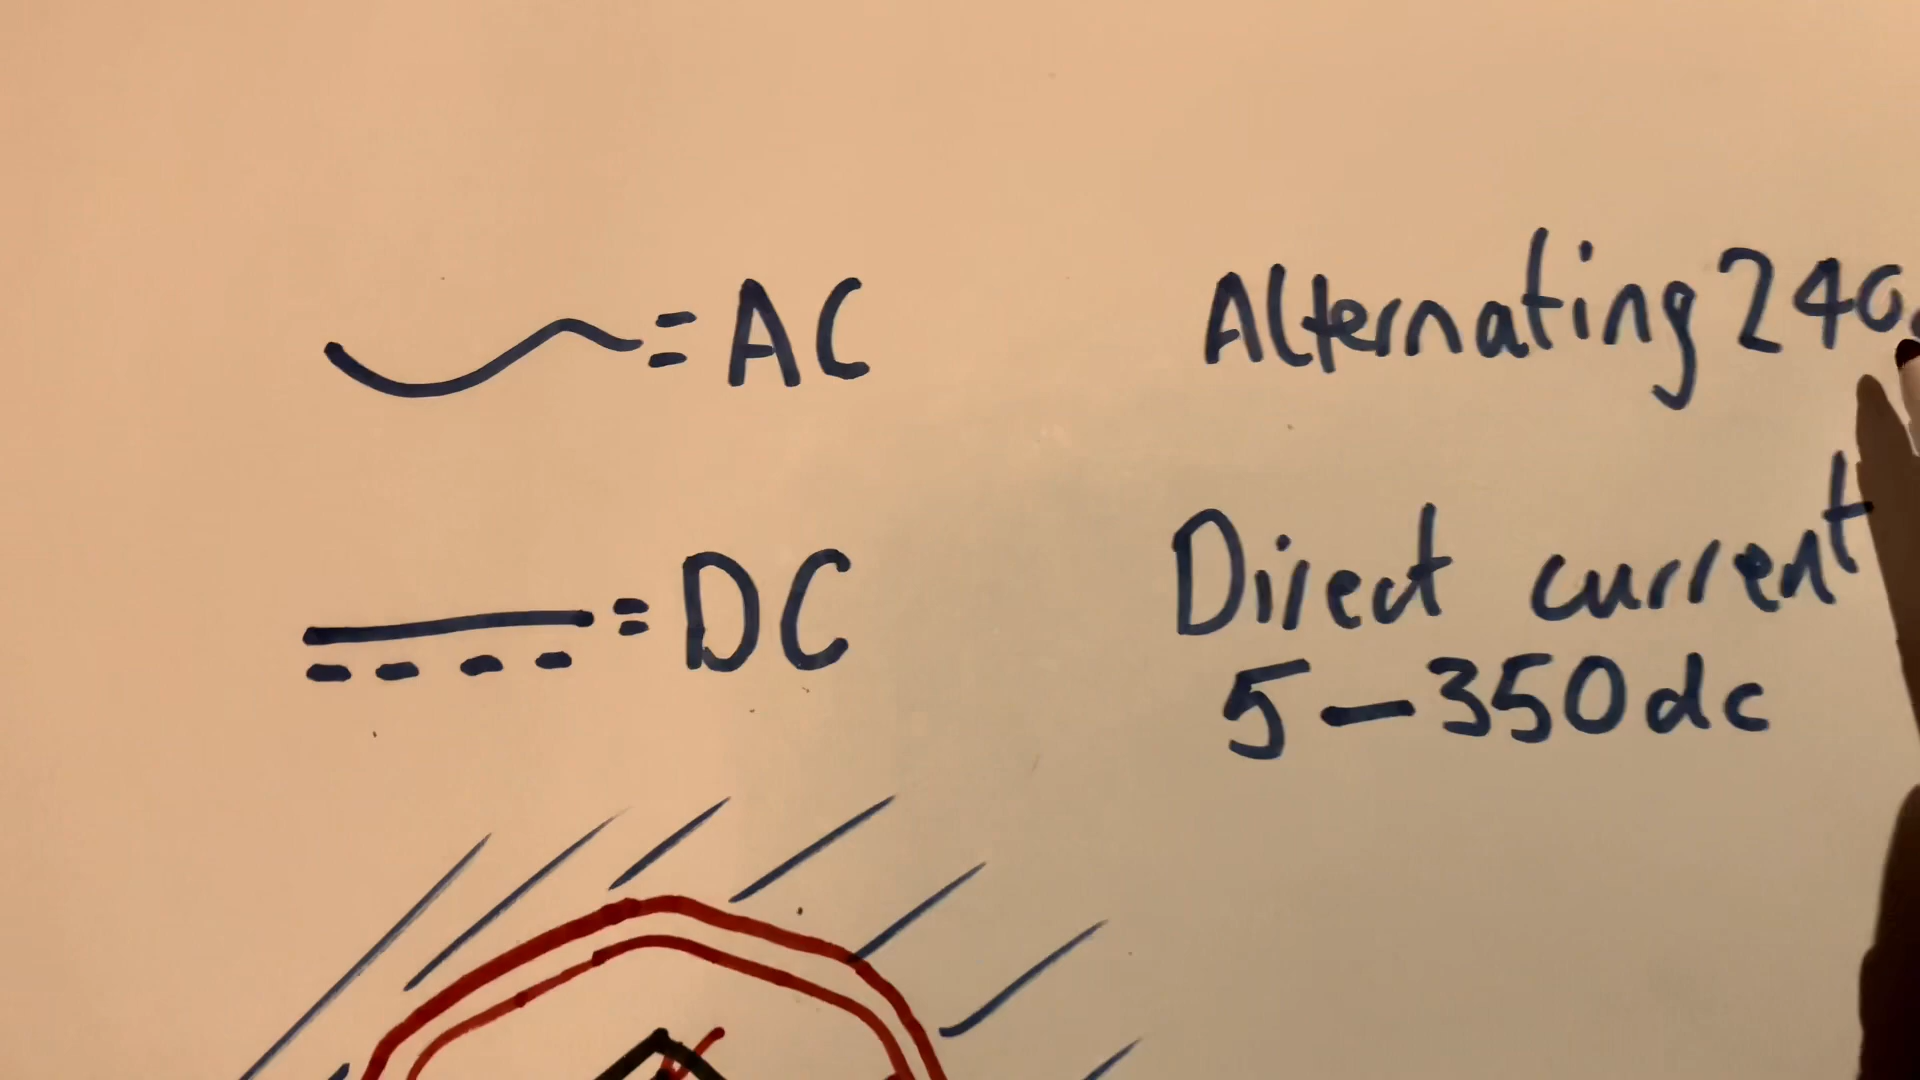 = AC Alternating 240
= DC Direct current
5-350dc